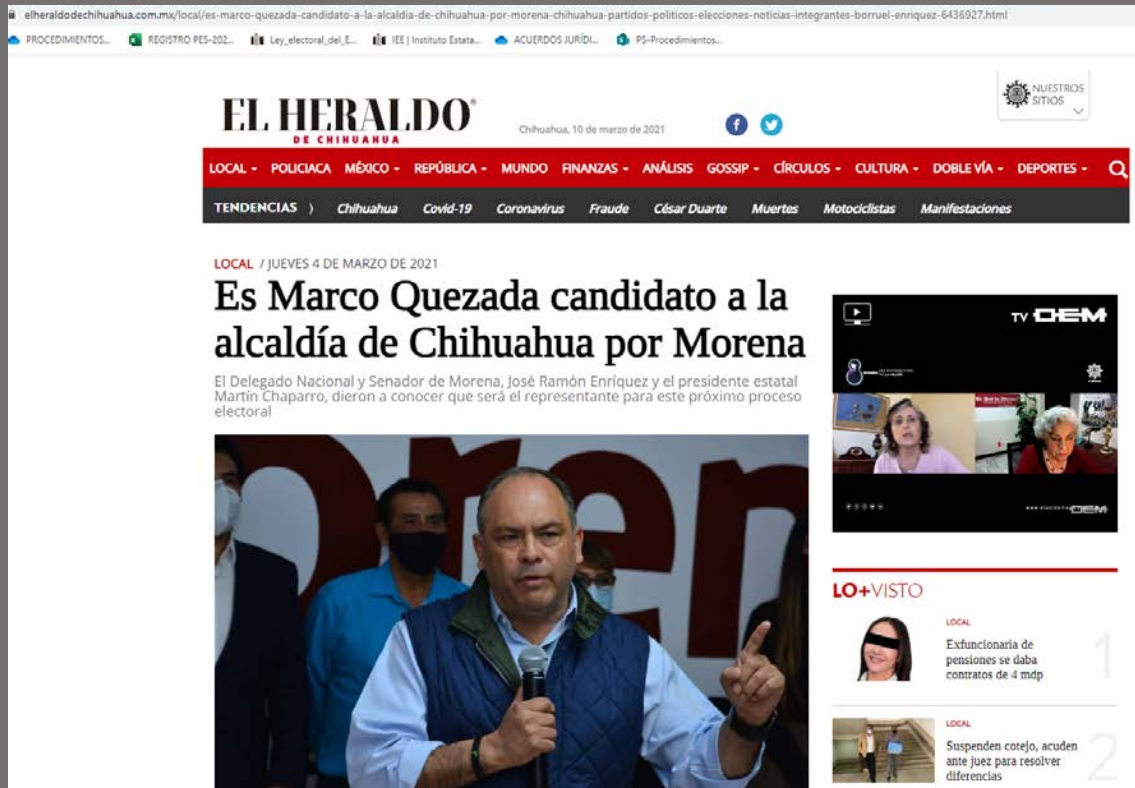 elheraldodechihuahua.com.mx/local/es-marco-quezada-candidato-a-la-alcaldia-de-chihuahua-por-morena-chihuahua-partidos-politicos-elecciones-noticias-integrantes-borruel-enriquez-6436927.html
PROCEDIMIENTOS... REGISTRO PES-202... Ley_electoral_del_E... IEE | Instituto Estata... ACUERDOS JURÍDI... PS-Procedimientos...
NUESTROS
SITIOS
EL HERALDO
DE CHIHUAHUA
Chihuahua, 10 de marzo de 2021
LOCAL POLICIACA MÉXICO REPÚBLICA MUNDO FINANZAS ANÁLISIS GOSSIP CÍRCULOS CULTURA DOBLE VÍA DEPORTES
TENDENCIAS ) Chihuahua Covid-19 Coronavirus Fraude César Duarte Muertes Motociclistas Manifestaciones
LOCAL / JUEVES 4 DE MARZO DE 2021
Es Marco Quezada candidato a la
alcaldía de Chihuahua por Morena
El Delegado Nacional y Senador de Morena, José Ramón Enríquez y el presidente estatal
Martín Chaparro, dieron a conocer que será el representante para este próximo proceso
electoral
oren
TV OEM
OEM
LO+VISTO
LOCAL
Exfuncionaria de
pensiones se daba
contratos de 4 mdp
1
LOCAL
Suspenden cotejo, acuden
ante juez para resolver
diferencias
2